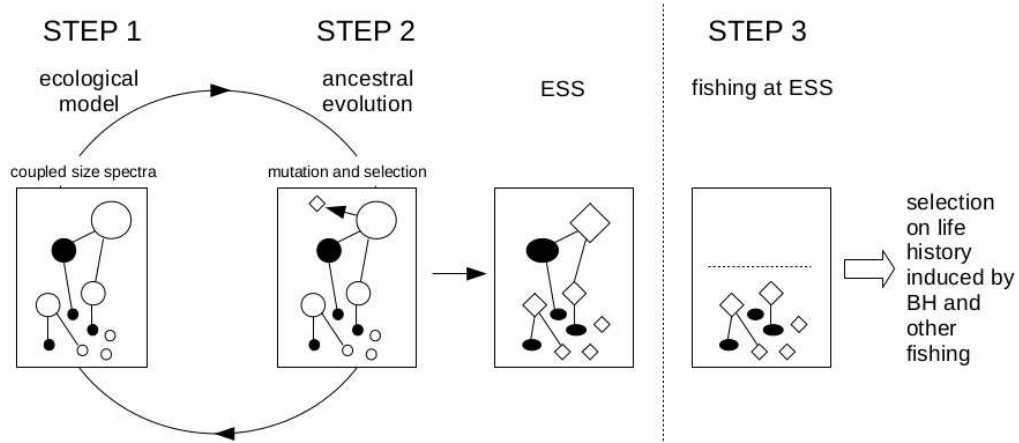 STEP 1
ecological
model
coupled size spectra
STEP 2
ancestral
evolution
mutation and selection
ESS
STEP 3
fishing at ESS
selection
on life
history
induced by
BH and
other
fishing